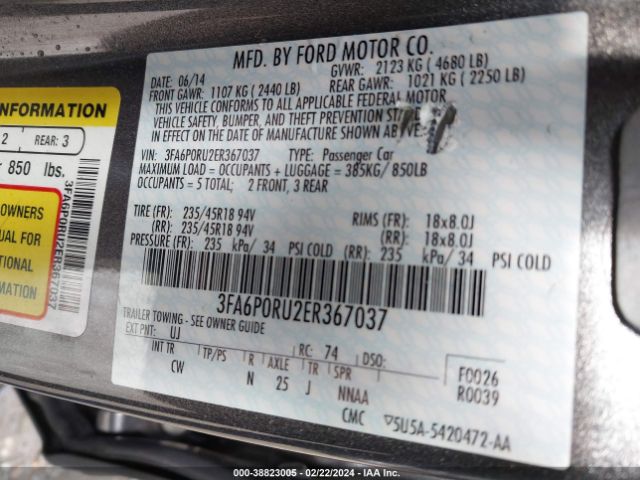 MFD. BY FORD MOTOR CO.
DATE: 06/14 GVWR: 2123 KG ( 4680 LB)
FRONT GAWR: 1107 KG ( 2440 LB) REAR GAWR: 1021 KG ( 2250 LB)
THIS VEHICLE CONFORMS TO ALL APPLICABLE FEDERAL MOTOR
VEHICLE SAFETY, BUMPER, AND THEFT PREVENTION
IN EFFECT ON THE DATE OF MANUFACTURE SHOWN ABOVE.
VIN: 3FA6P0RU2ER367037 TYPE: Passenger Car
MAXIMUM LOAD = OCCUPANTS + LUGGAGE = 385KG/ 850LB
OCCUPANTS = 5 TOTAL; 2 FRONT, 3 REAR
TIRE (FR): 235/45R18 94V RIMS (FR): 18x8.0J
(RR): 235/45R18 94V (RR): 18x8.0J
PRESSURE (FR): 235 kPa/ 34 PSI COLD (RR): 235 kPa/ 34 PSI COLD
3FA6P0RU2ER367037
TRAILER TOWING - SEE OWNER GUIDE
EXT PNT: UJ RC: 74 DSO:
INT TR TP/PS R AXLE TR SPR F0026
CW N 25 J NNAA R0039
CMC 5U5A-5420472-AA
INFORMATION
2 REAR: 3
850 lbs.
3FA6P0RU2ER367037
OWNERS
UAL FOR
TIONAL
MATION
000-38823005 - 02/22/2024 - IAA Inc.